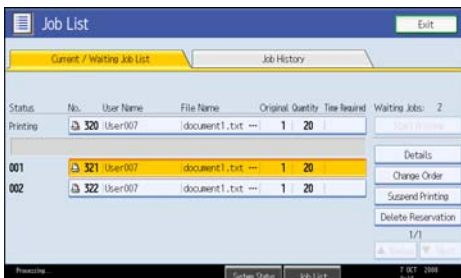 Job List
Exit
Current / Waiting Job List
Job History
Status No. User Name File Name Original Quantity Time Required Waiting Jobs: 2
Printing 320 User007 document1.txt ··· 1 20
Details
001 321 User007 document1.txt ··· 1 20
Change Order
002 322 User007 document1.txt ··· 1 20
Suspend Printing
Delete Reservation
1/1
Processing...
System Status Job List
7 OCT 2008